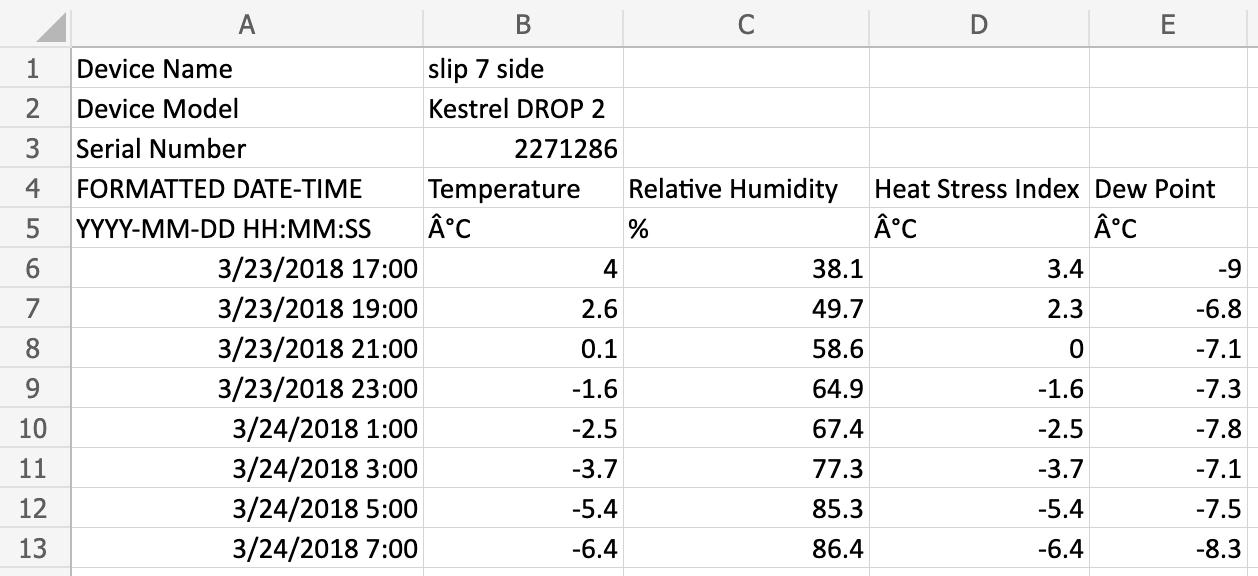 A B C D E
1 Device Name slip 7 side
2 Device Model Kestrel DROP 2
3 Serial Number 2271286
4 FORMATTED DATE-TIME Temperature Relative Humidity Heat Stress Index Dew Point
5 YYYY-MM-DD HH:MM:SS Â°C % Â°C Â°C
6 3/23/2018 17:00 4 38.1 3.4 -9
7 3/23/2018 19:00 2.6 49.7 2.3 -6.8
8 3/23/2018 21:00 0.1 58.6 0 -7.1
9 3/23/2018 23:00 -1.6 64.9 -1.6 -7.3
10 3/24/2018 1:00 -2.5 67.4 -2.5 -7.8
11 3/24/2018 3:00 -3.7 77.3 -3.7 -7.1
12 3/24/2018 5:00 -5.4 85.3 -5.4 -7.5
13 3/24/2018 7:00 -6.4 86.4 -6.4 -8.3